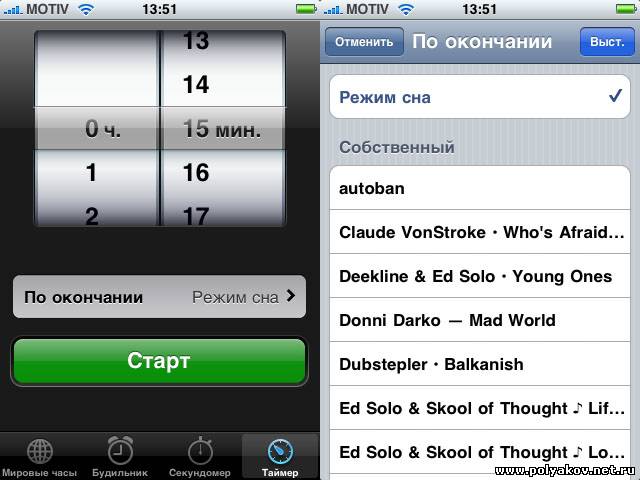 MOTIV 13:51
13
14
0 ч. 15 мин.
1 16
2 17
По окончании Режим сна
Старт
Мировые часы Будильник Секундомер Таймер
MOTIV 13:51
Отменить По окончании Выст.
Режим сна
Собственный
autoban
Claude VonStroke • Who's Afraid...
Deekline & Ed Solo • Young Ones
Donni Darko — Mad World
Dubstepler • Balkanish
Ed Solo & Skool of Thought ♪ Lif...
Ed Solo & Skool of Thought ♪ Lo...
www.polyakov.net.ru